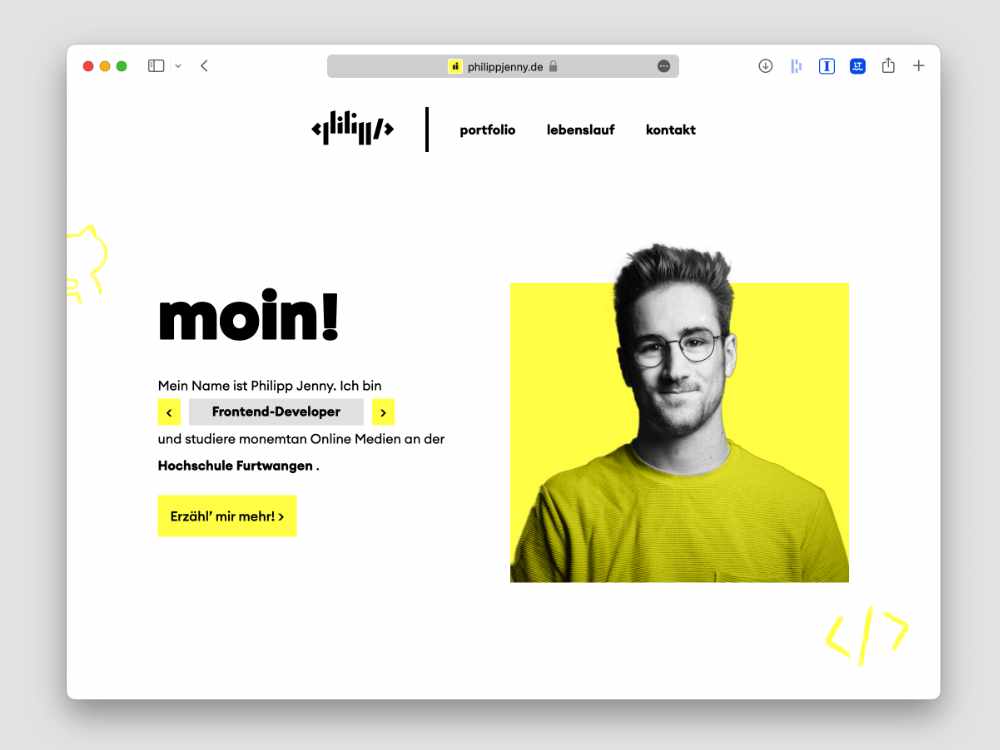 philippjenny.de
<philipp/>
portfolio lebenslauf kontakt
moin!
Mein Name ist Philipp Jenny. Ich bin
< Frontend-Developer >
und studiere monemtan Online Medien an der
Hochschule Furtwangen .
Erzähl’ mir mehr! >
</>